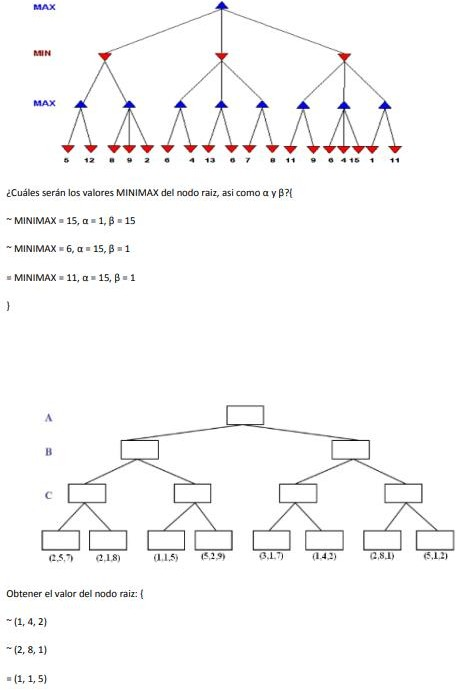 MAX
MIN
MAX
5 12 8 9 2 6 4 13 6 7 8 11 9 6 4 15 1 11
¿Cuáles serán los valores MINIMAX del nodo raiz, asi como α y β?{
~ MINIMAX = 15, α = 1, β = 15
~ MINIMAX = 6, α = 15, β = 1
= MINIMAX = 11, α = 15, β = 1
}
A
B
C
(2,5,7) (2,1,8) (1,1,5) (5,2,9) (3,1,7) (1,4,2) (2,8,1) (5,1,2)
Obtener el valor del nodo raiz: {
~ (1, 4, 2)
~ (2, 8, 1)
= (1, 1, 5)